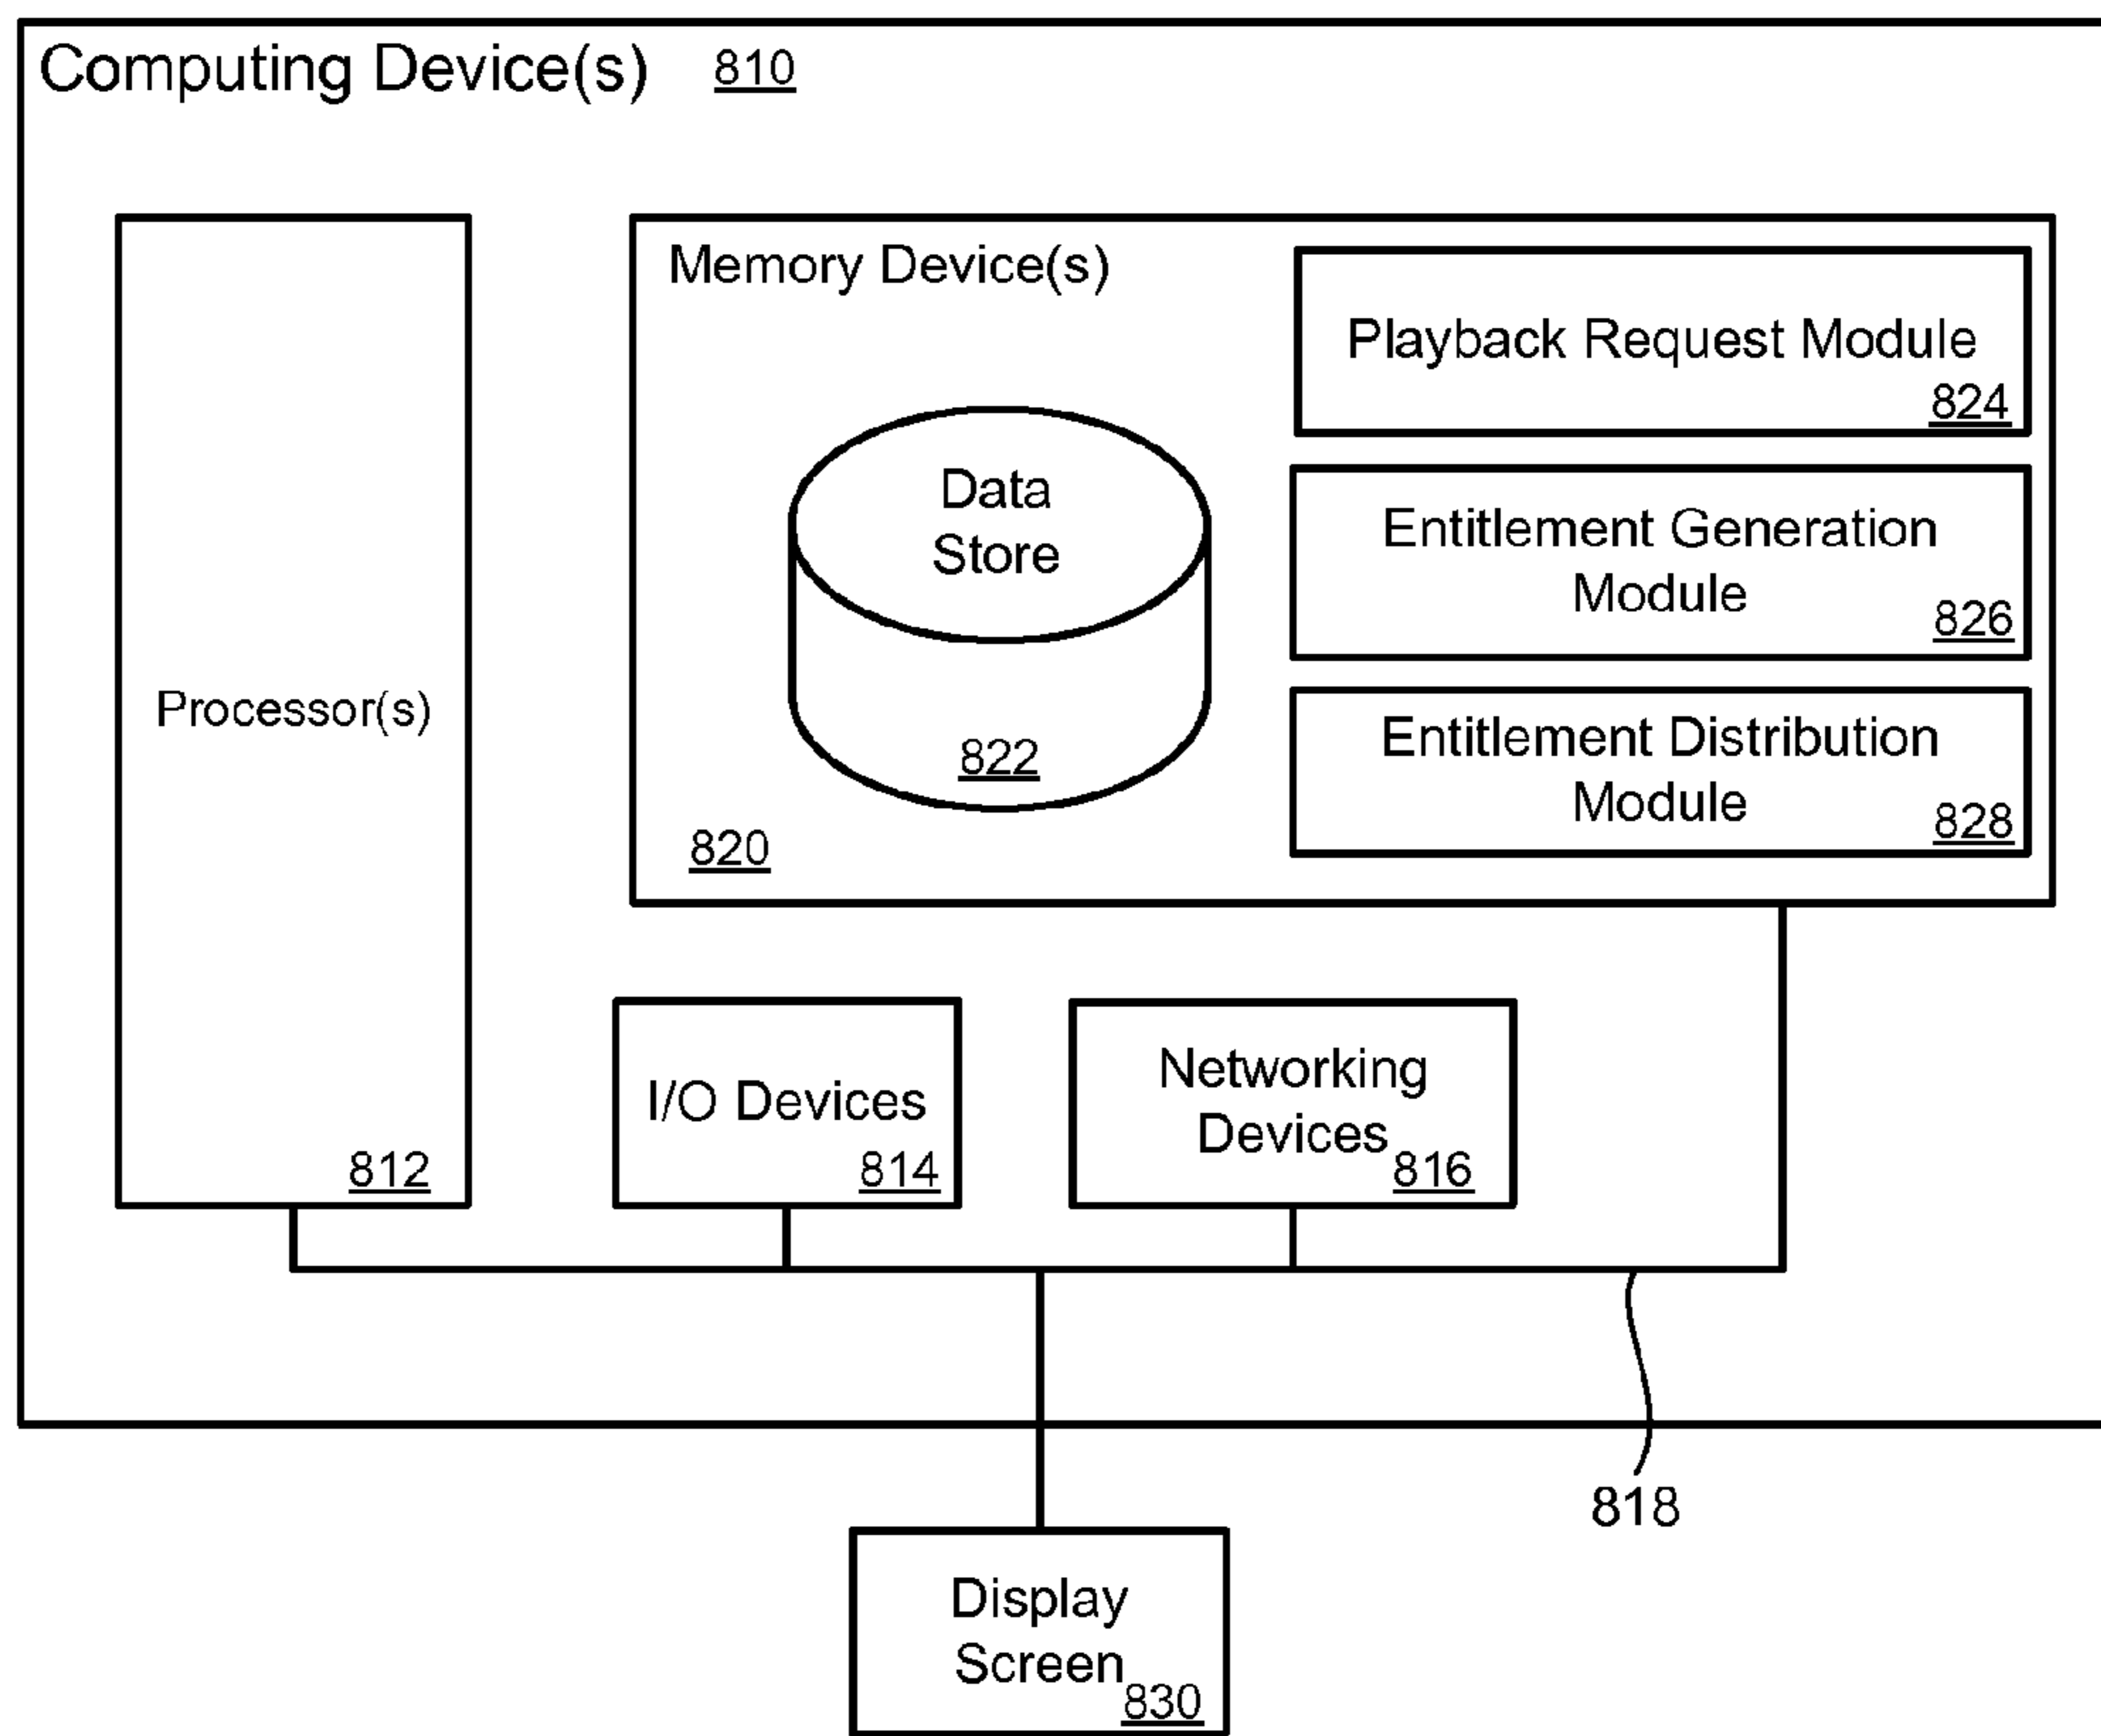 Computing Device(s) 810
Processor(s)
812
Memory Device(s)
Data
Store
822
820
Playback Request Module
824
Entitlement Generation
Module
826
Entitlement Distribution
Module
828
I/O Devices
814
Networking
Devices
816
818
Display
Screen
830